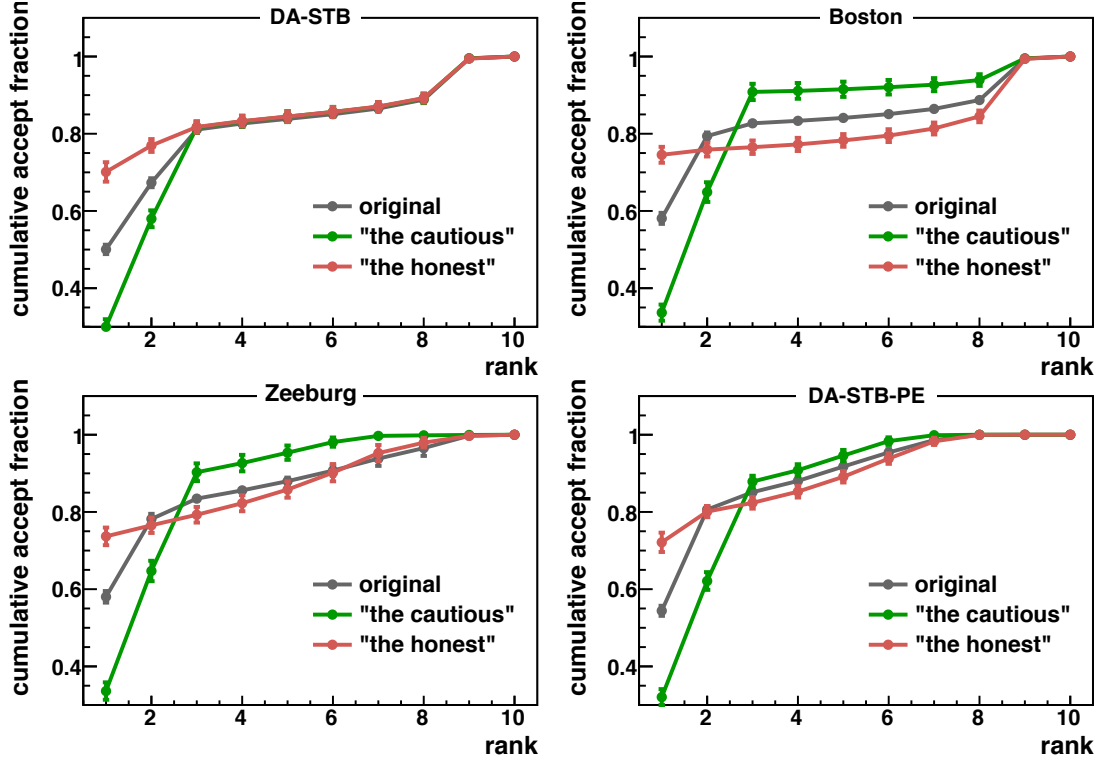 DA-STB
cumulative accept fraction
1
0.8
0.6
0.4
original
"the cautious"
"the honest"
2 4 6 8 10
rank
Boston
cumulative accept fraction
1
0.8
0.6
0.4
original
"the cautious"
"the honest"
2 4 6 8 10
rank
Zeeburg
cumulative accept fraction
1
0.8
0.6
0.4
original
"the cautious"
"the honest"
2 4 6 8 10
rank
DA-STB-PE
cumulative accept fraction
1
0.8
0.6
0.4
original
"the cautious"
"the honest"
2 4 6 8 10
rank